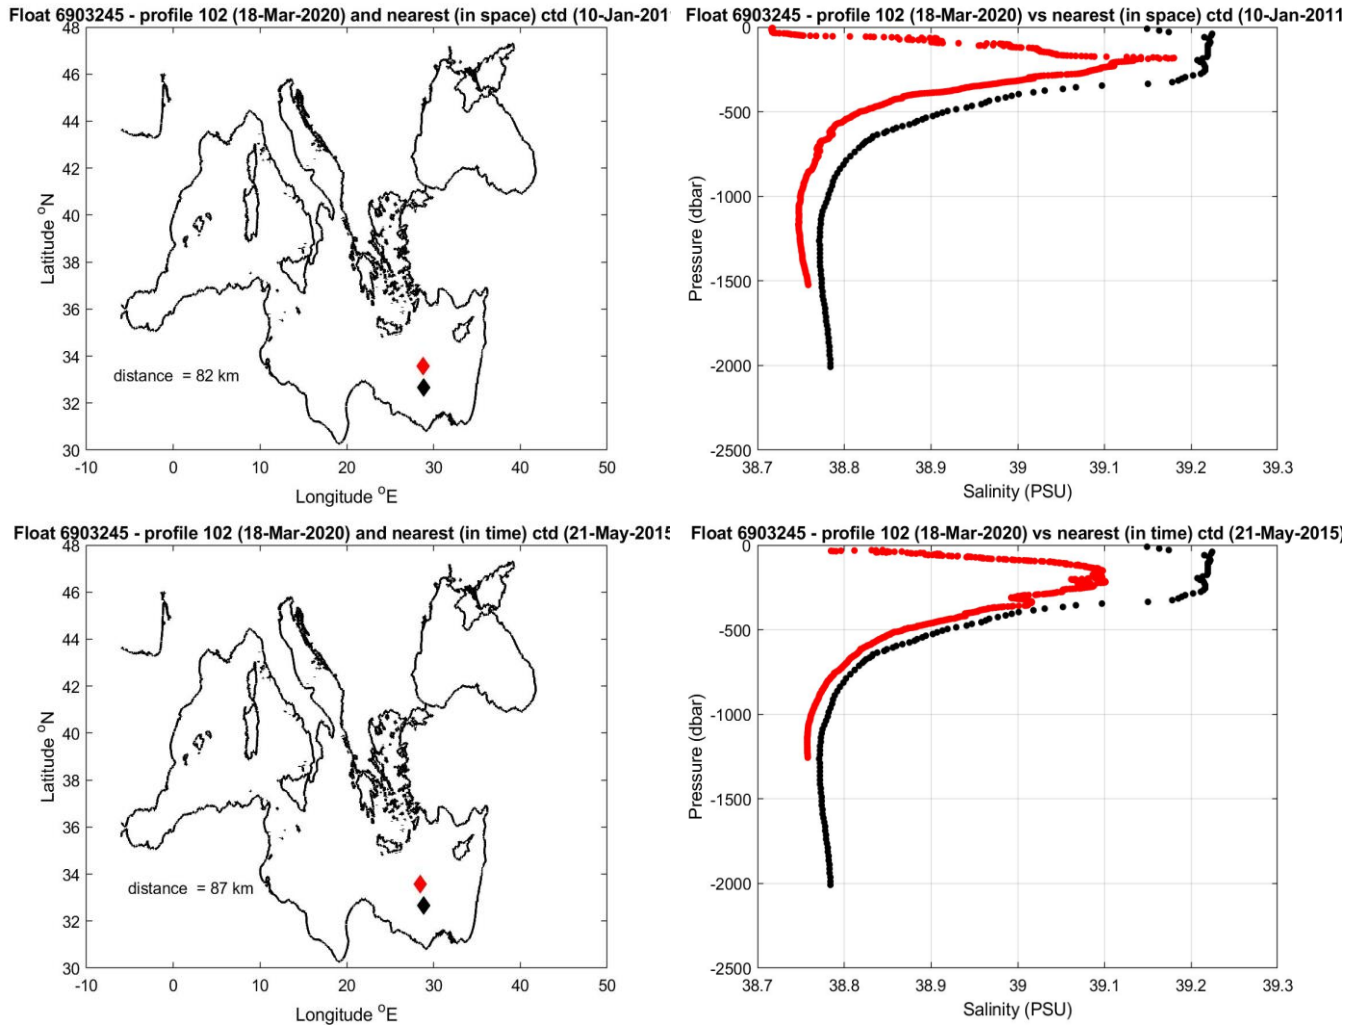 Float 6903245 - profile 102 (18-Mar-2020) and nearest (in space) ctd (10-Jan-201
48
46
44
42
40
38
36
34
32
30
Latitude °N
distance = 82 km
-10 0 10 20 30 40 50
Longitude °E
Float 6903245 - profile 102 (18-Mar-2020) vs nearest (in space) ctd (10-Jan-2011
0
-500
-1000
-1500
-2000
-2500
Pressure (dbar)
38.7 38.8 38.9 39 39.1 39.2 39.3
Salinity (PSU)
Float 6903245 - profile 102 (18-Mar-2020) and nearest (in time) ctd (21-May-2015
48
46
44
42
40
38
36
34
32
30
Latitude °N
distance = 87 km
-10 0 10 20 30 40 50
Longitude °E
Float 6903245 - profile 102 (18-Mar-2020) vs nearest (in time) ctd (21-May-2015)
0
-500
-1000
-1500
-2000
-2500
Pressure (dbar)
38.7 38.8 38.9 39 39.1 39.2 39.3
Salinity (PSU)